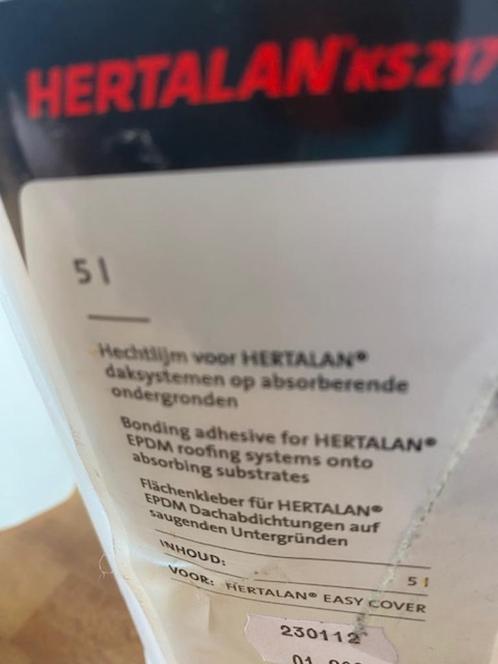 HERTALAN® KS217
5 l
Hechtlijm voor HERTALAN®
daksystemen op absorberende
ondergronden
Bonding adhesive for HERTALAN®
EPDM roofing systems onto
absorbing substrates
Flächenkleber für HERTALAN®
EPDM Dachabdichtungen auf
saugenden Untergründen
INHOUD: 5 l
VOOR: HERTALAN® EASY COVER
230112
01